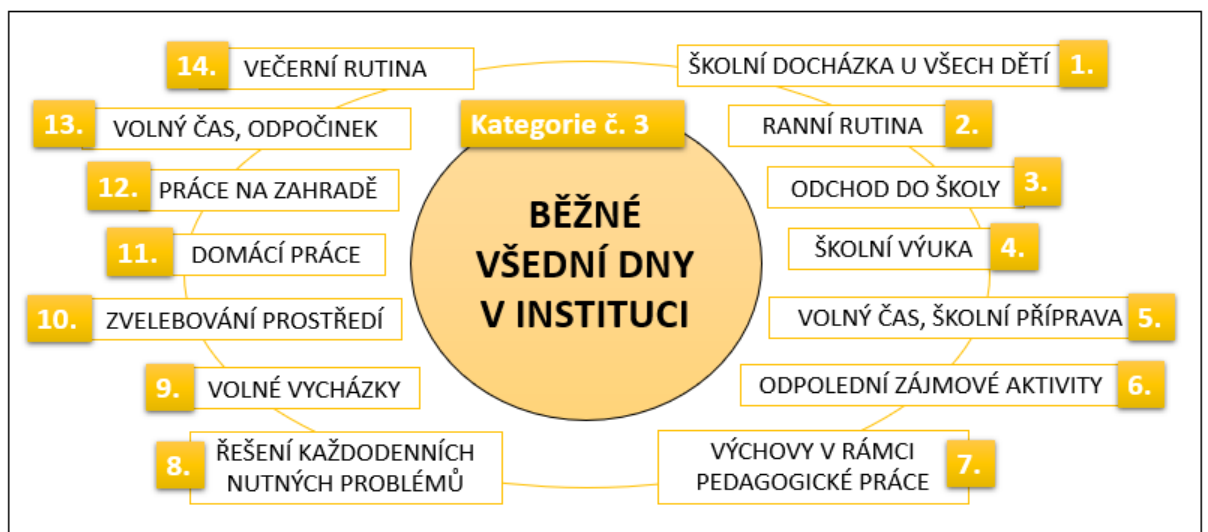 Kategorie č. 3
BĚŽNÉ
VŠEDNÍ DNY
V INSTITUCI
ŠKOLNÍ DOCHÁZKA U VŠECH DĚTÍ 1.
RANNÍ RUTINA 2.
ODCHOD DO ŠKOLY 3.
ŠKOLNÍ VÝUKA 4.
VOLNÝ ČAS, ŠKOLNÍ PŘÍPRAVA 5.
ODPOLEDNÍ ZÁJMOVÉ AKTIVITY 6.
VÝCHOVY V RÁMCI
PEDAGOGICKÉ PRÁCE 7.
8. ŘEŠENÍ KAŽDODENNÍCH
NUTNÝCH PROBLÉMŮ
9. VOLNÉ VYCHÁZKY
10. ZVELEBOVÁNÍ PROSTŘEDÍ
11. DOMÁCÍ PRÁCE
12. PRÁCE NA ZAHRADĚ
13. VOLNÝ ČAS, ODPOČINEK
14. VEČERNÍ RUTINA